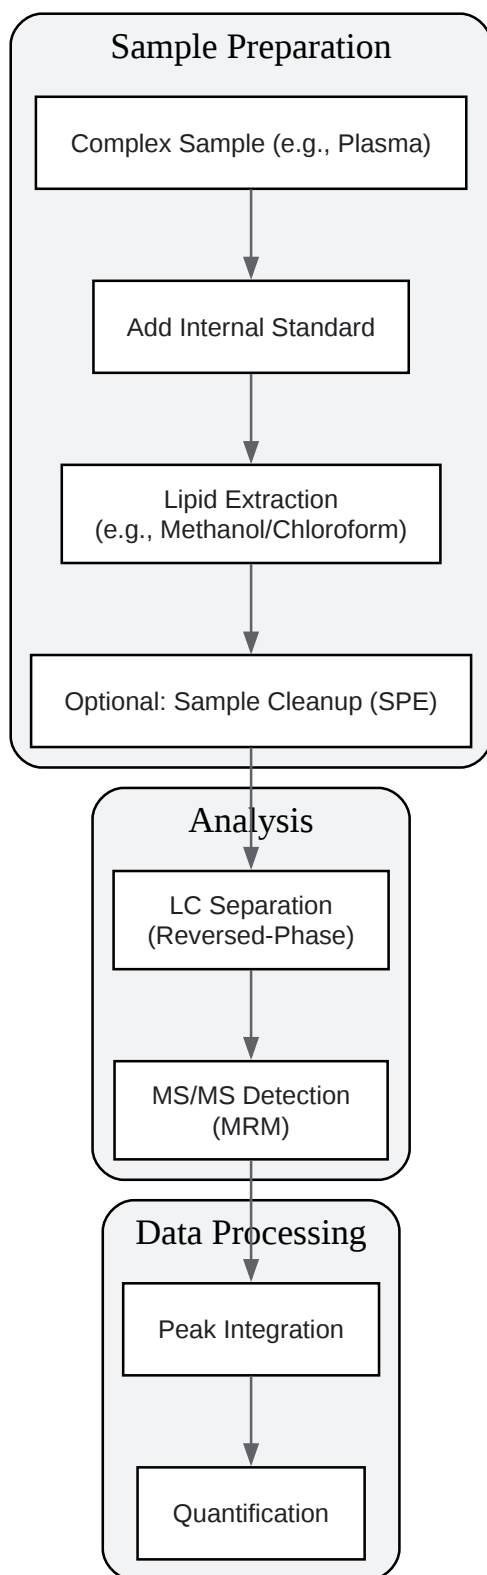 Sample Preparation
Complex Sample (e.g., Plasma)
Add Internal Standard
Lipid Extraction
(e.g., Methanol/Chloroform)
Optional: Sample Cleanup (SPE)
Analysis
LC Separation
(Reversed-Phase)
MS/MS Detection
(MRM)
Data Processing
Peak Integration
Quantification